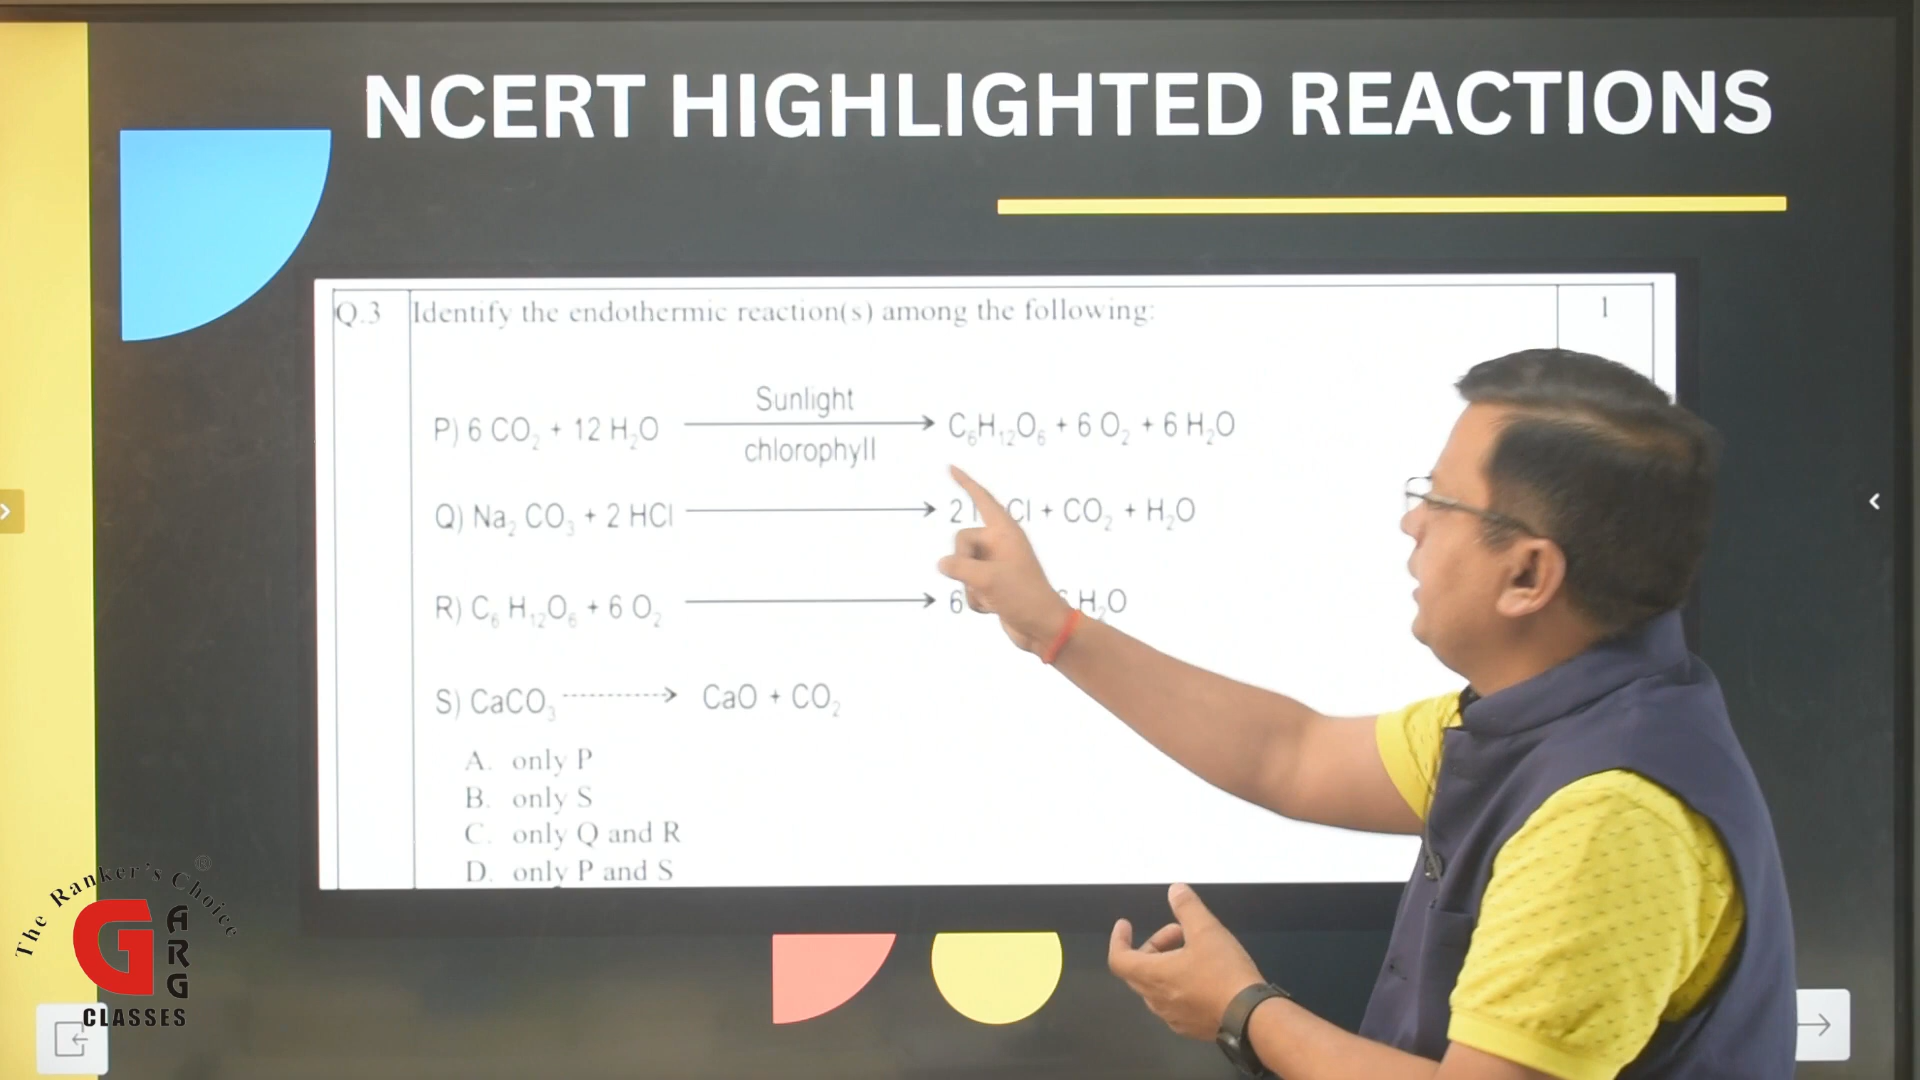 NCERT HIGHLIGHTED REACTIONS
Q.3 Identify the endothermic reaction(s) among the following: 1
Sunlight
P) 6 CO₂ + 12 H₂O → C₆H₁₂O₆ + 6 O₂ + 6 H₂O
chlorophyll
Q) Na₂ CO₃ + 2 HCl → 2 Cl + CO₂ + H₂O
R) C₆ H₁₂O₆ + 6 O₂ → 6 H₂O
S) CaCO₃ ----------> CaO + CO₂
A. only P
B. only S
C. only Q and R
D. only P and S
The Ranker's Choice ®
G ARG
CLASSES